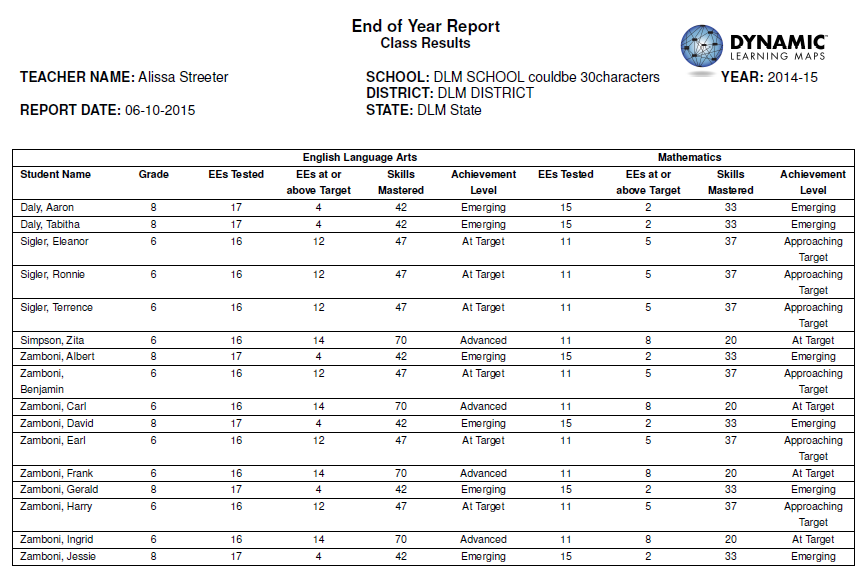 End of Year Report
Class Results
DYNAMIC™
LEARNING MAPS
TEACHER NAME: Alissa Streeter SCHOOL: DLM SCHOOL couldbe 30characters YEAR: 2014-15
DISTRICT: DLM DISTRICT
REPORT DATE: 06-10-2015 STATE: DLM State
English Language Arts Mathematics
Student Name Grade EEs Tested EEs at or Skills Achievement EEs Tested EEs at or Skills Achievement
above Target Mastered Level above Target Mastered Level
Daly, Aaron 8 17 4 42 Emerging 15 2 33 Emerging
Daly, Tabitha 8 17 4 42 Emerging 15 2 33 Emerging
Sigler, Eleanor 6 16 12 47 At Target 11 5 37 Approaching
Target
Sigler, Ronnie 6 16 12 47 At Target 11 5 37 Approaching
Target
Sigler, Terrence 6 16 12 47 At Target 11 5 37 Approaching
Target
Simpson, Zita 6 16 14 70 Advanced 11 8 20 At Target
Zamboni, Albert 8 17 4 42 Emerging 15 2 33 Emerging
Zamboni, 6 16 12 47 At Target 11 5 37 Approaching
Benjamin Target
Zamboni, Carl 6 16 14 70 Advanced 11 8 20 At Target
Zamboni, David 8 17 4 42 Emerging 15 2 33 Emerging
Zamboni, Earl 6 16 12 47 At Target 11 5 37 Approaching
Target
Zamboni, Frank 6 16 14 70 Advanced 11 8 20 At Target
Zamboni, Gerald 8 17 4 42 Emerging 15 2 33 Emerging
Zamboni, Harry 6 16 12 47 At Target 11 5 37 Approaching
Target
Zamboni, Ingrid 6 16 14 70 Advanced 11 8 20 At Target
Zamboni, Jessie 8 17 4 42 Emerging 15 2 33 Emerging